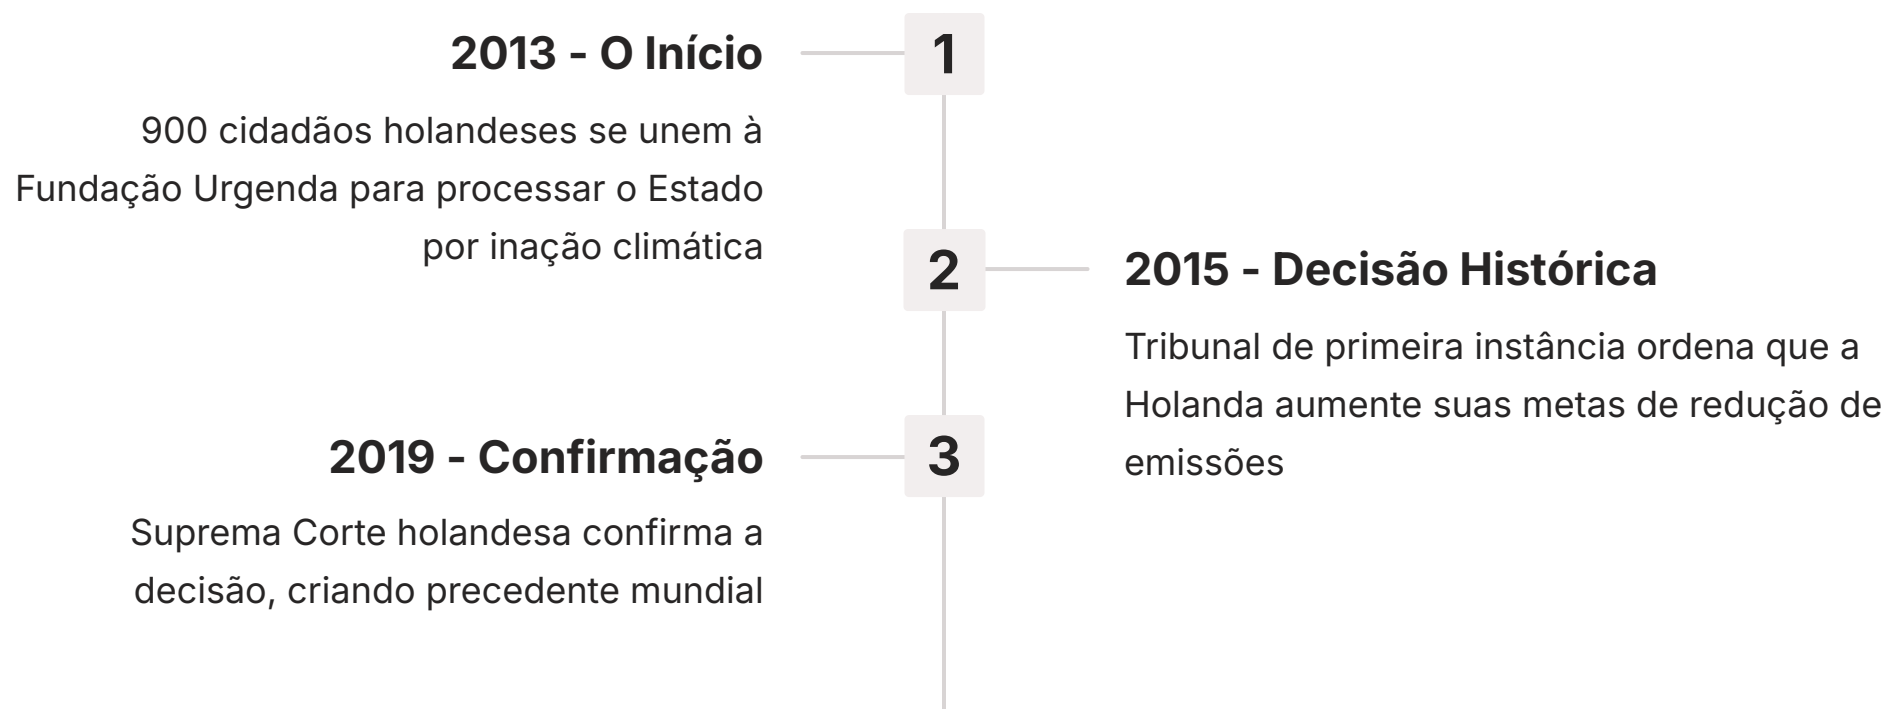 1
2013 - O Início
900 cidadãos holandeses se unem à
Fundação Urgenda para processar o Estado
por inação climática
2
2015 - Decisão Histórica
Tribunal de primeira instância ordena que a
Holanda aumente suas metas de redução de
emissões
3
2019 - Confirmação
Suprema Corte holandesa confirma a
decisão, criando precedente mundial